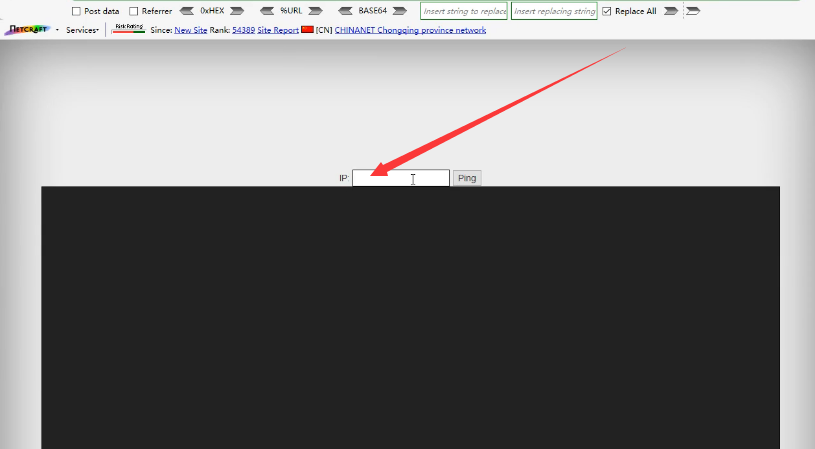 Post data Referrer 0xHEX %URL BASE64 Insert string to replace Insert replacing string Replace All
NETCRAFT Services Risk Rating Since: New Site Rank: 54389 Site Report [CN] CHINANET Chongqing province network
IP: Ping